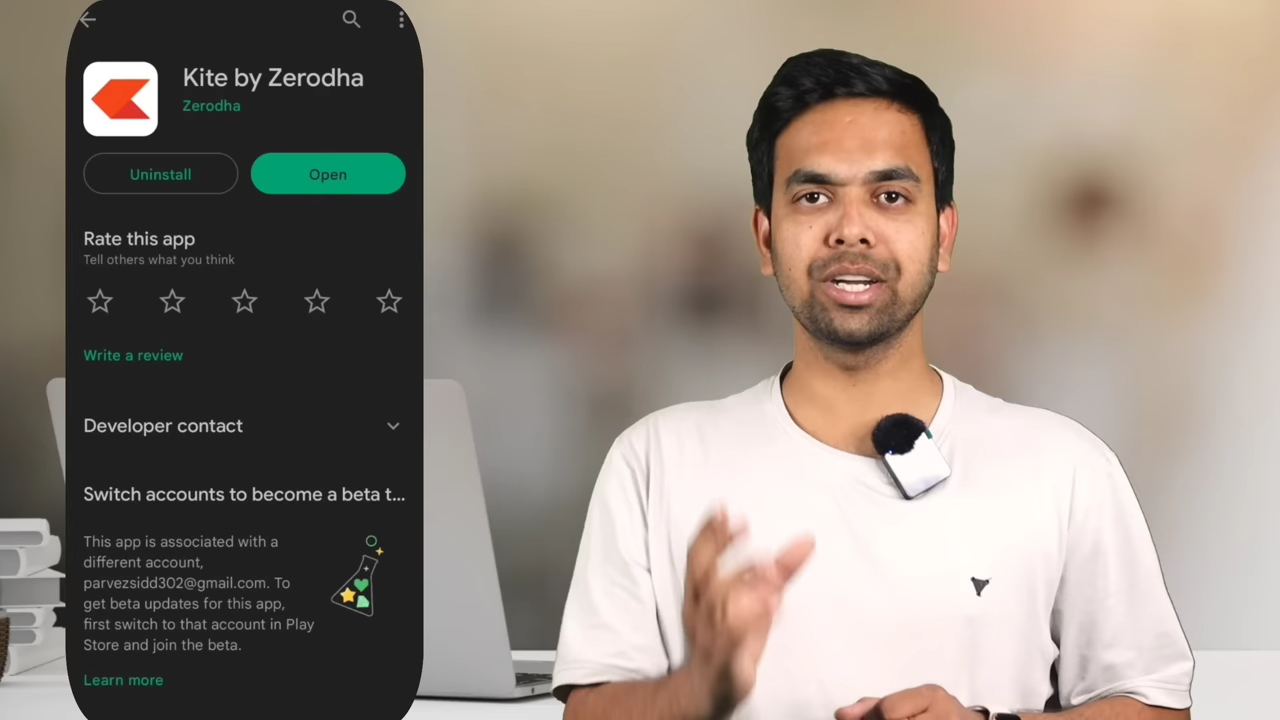 Kite by Zerodha
Zerodha
Uninstall
Open
Rate this app
Tell others what you think
Write a review
Developer contact
Switch accounts to become a beta t...
This app is associated with a
different account,
parvezsidd302@gmail.com. To
get beta updates for this app,
first switch to that account in Play
Store and join the beta.
Learn more